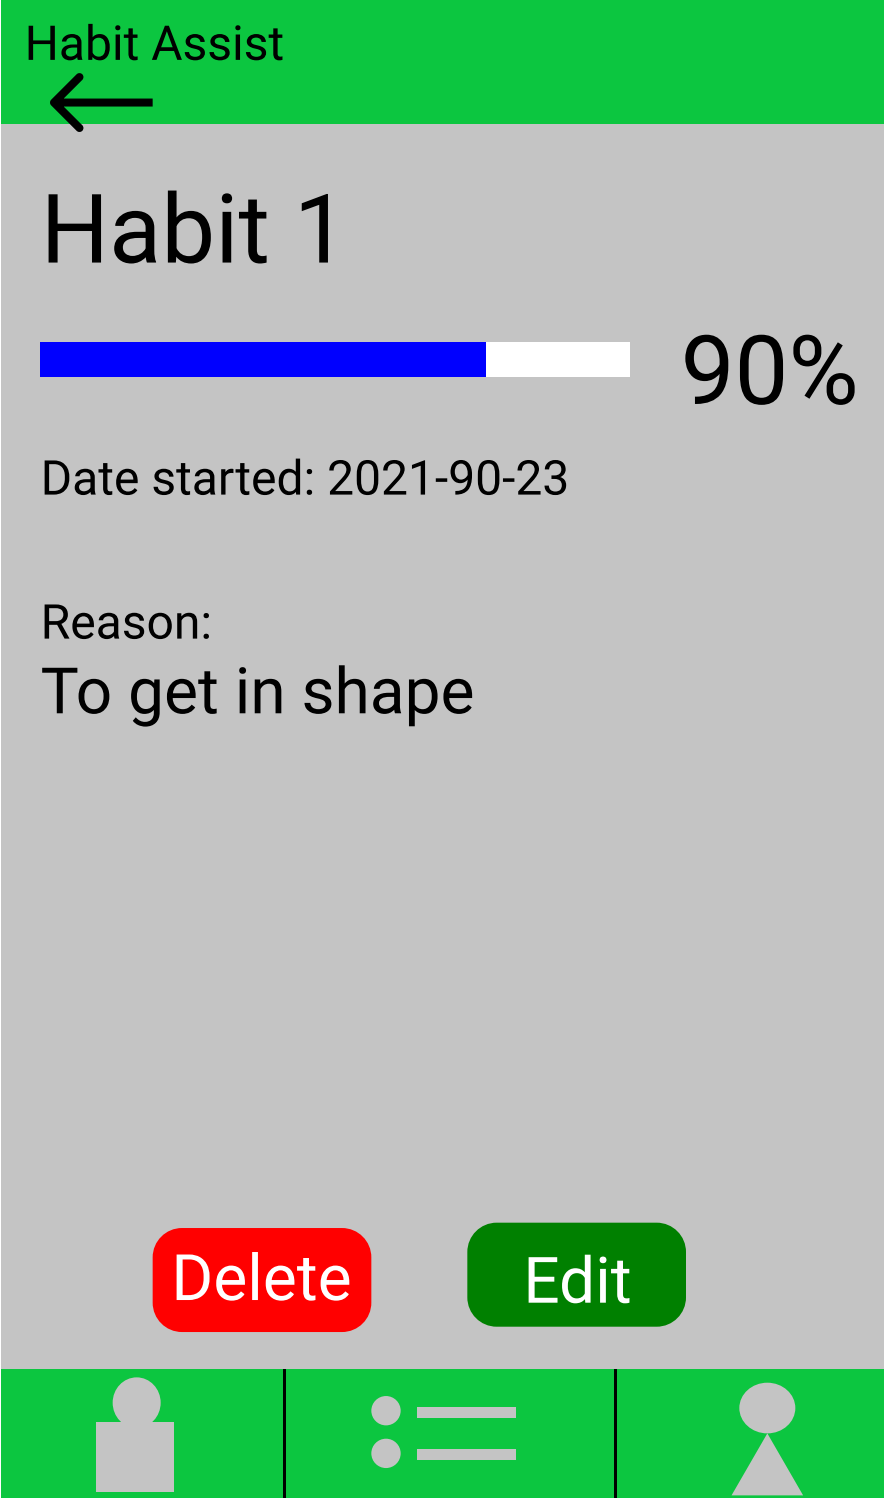 Habit Assist
Habit 1
90%
Date started: 2021-90-23
Reason:
To get in shape
Delete
Edit